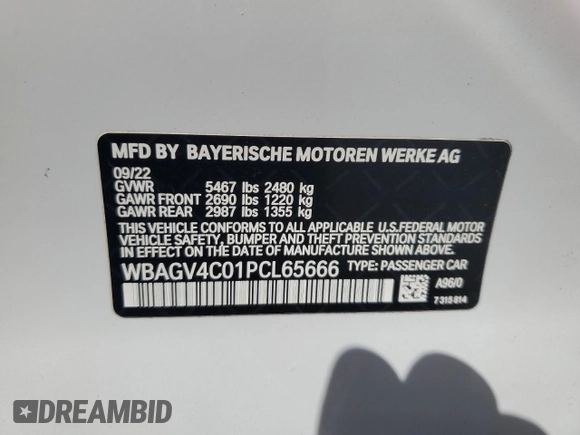 MFD BY BAYERISCHE MOTOREN WERKE AG
09/22
GVWR 5467 lbs 2480 kg
GAWR FRONT 2690 lbs 1220 kg
GAWR REAR 2987 lbs 1355 kg
THIS VEHICLE CONFORMS TO ALL APPLICABLE U.S.FEDERAL MOTOR
VEHICLE SAFETY, BUMPER, AND THEFT PREVENTION STANDARDS
IN EFFECT ON THE DATE OF MANUFACTURE SHOWN ABOVE.
WBAGV4C01PCL65666 TYPE: PASSENGER CAR
A96/0
7 315 814
DREAMBID